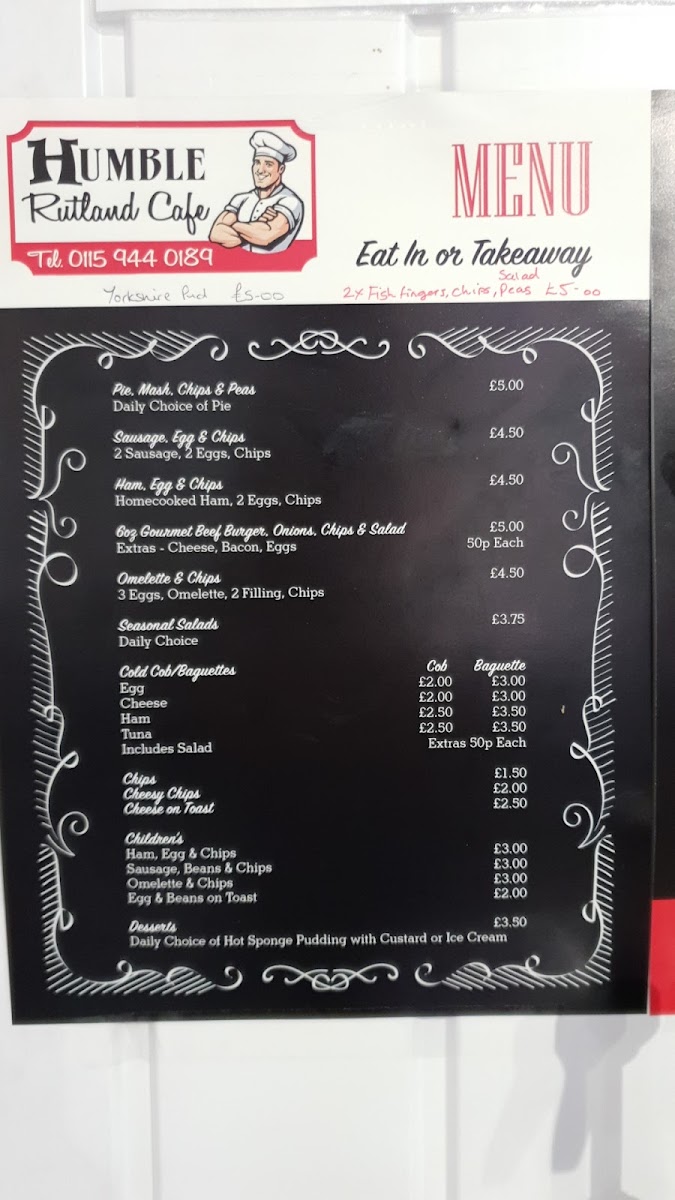 HUMBLE
Rutland Cafe
Tel. 0115 944 0189
MENU
Eat In or Takeaway
Yorkshire Pud £5-00
Salad
2x Fish fingers, chips, Peas £5-00
Pie, Mash, Chips & Peas £5.00
Daily Choice of Pie
Sausage, Egg & Chips £4.50
2 Sausage, 2 Eggs, Chips
Ham, Egg & Chips £4.50
Homecooked Ham, 2 Eggs, Chips
6oz Gourmet Beef Burger, Onions, Chips & Salad £5.00
Extras - Cheese, Bacon, Eggs 50p Each
Omelette & Chips £4.50
3 Eggs, Omelette, 2 Filling, Chips
Seasonal Salads £3.75
Daily Choice
Cold Cob/Baguettes Cob Baguette
Egg £2.00 £3.00
Cheese £2.00 £3.00
Ham £2.50 £3.50
Tuna £2.50 £3.50
Includes Salad Extras 50p Each
Chips £1.50
Cheesy Chips £2.00
Cheese on Toast £2.50
Children's
Ham, Egg & Chips £3.00
Sausage, Beans & Chips £3.00
Omelette & Chips £3.00
Egg & Beans on Toast £2.00
Desserts £3.50
Daily Choice of Hot Sponge Pudding with Custard or Ice Cream